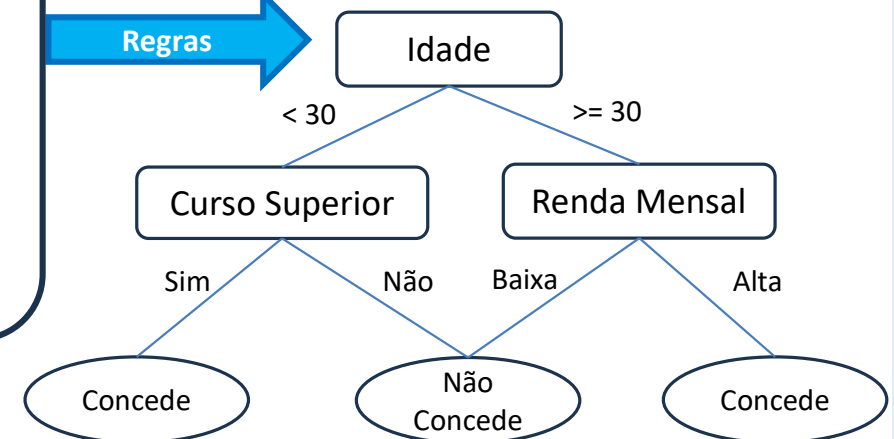 Regras
Idade
< 30
>= 30
Curso Superior
Renda Mensal
Sim
Não
Baixa
Alta
Concede
Não
Concede
Concede